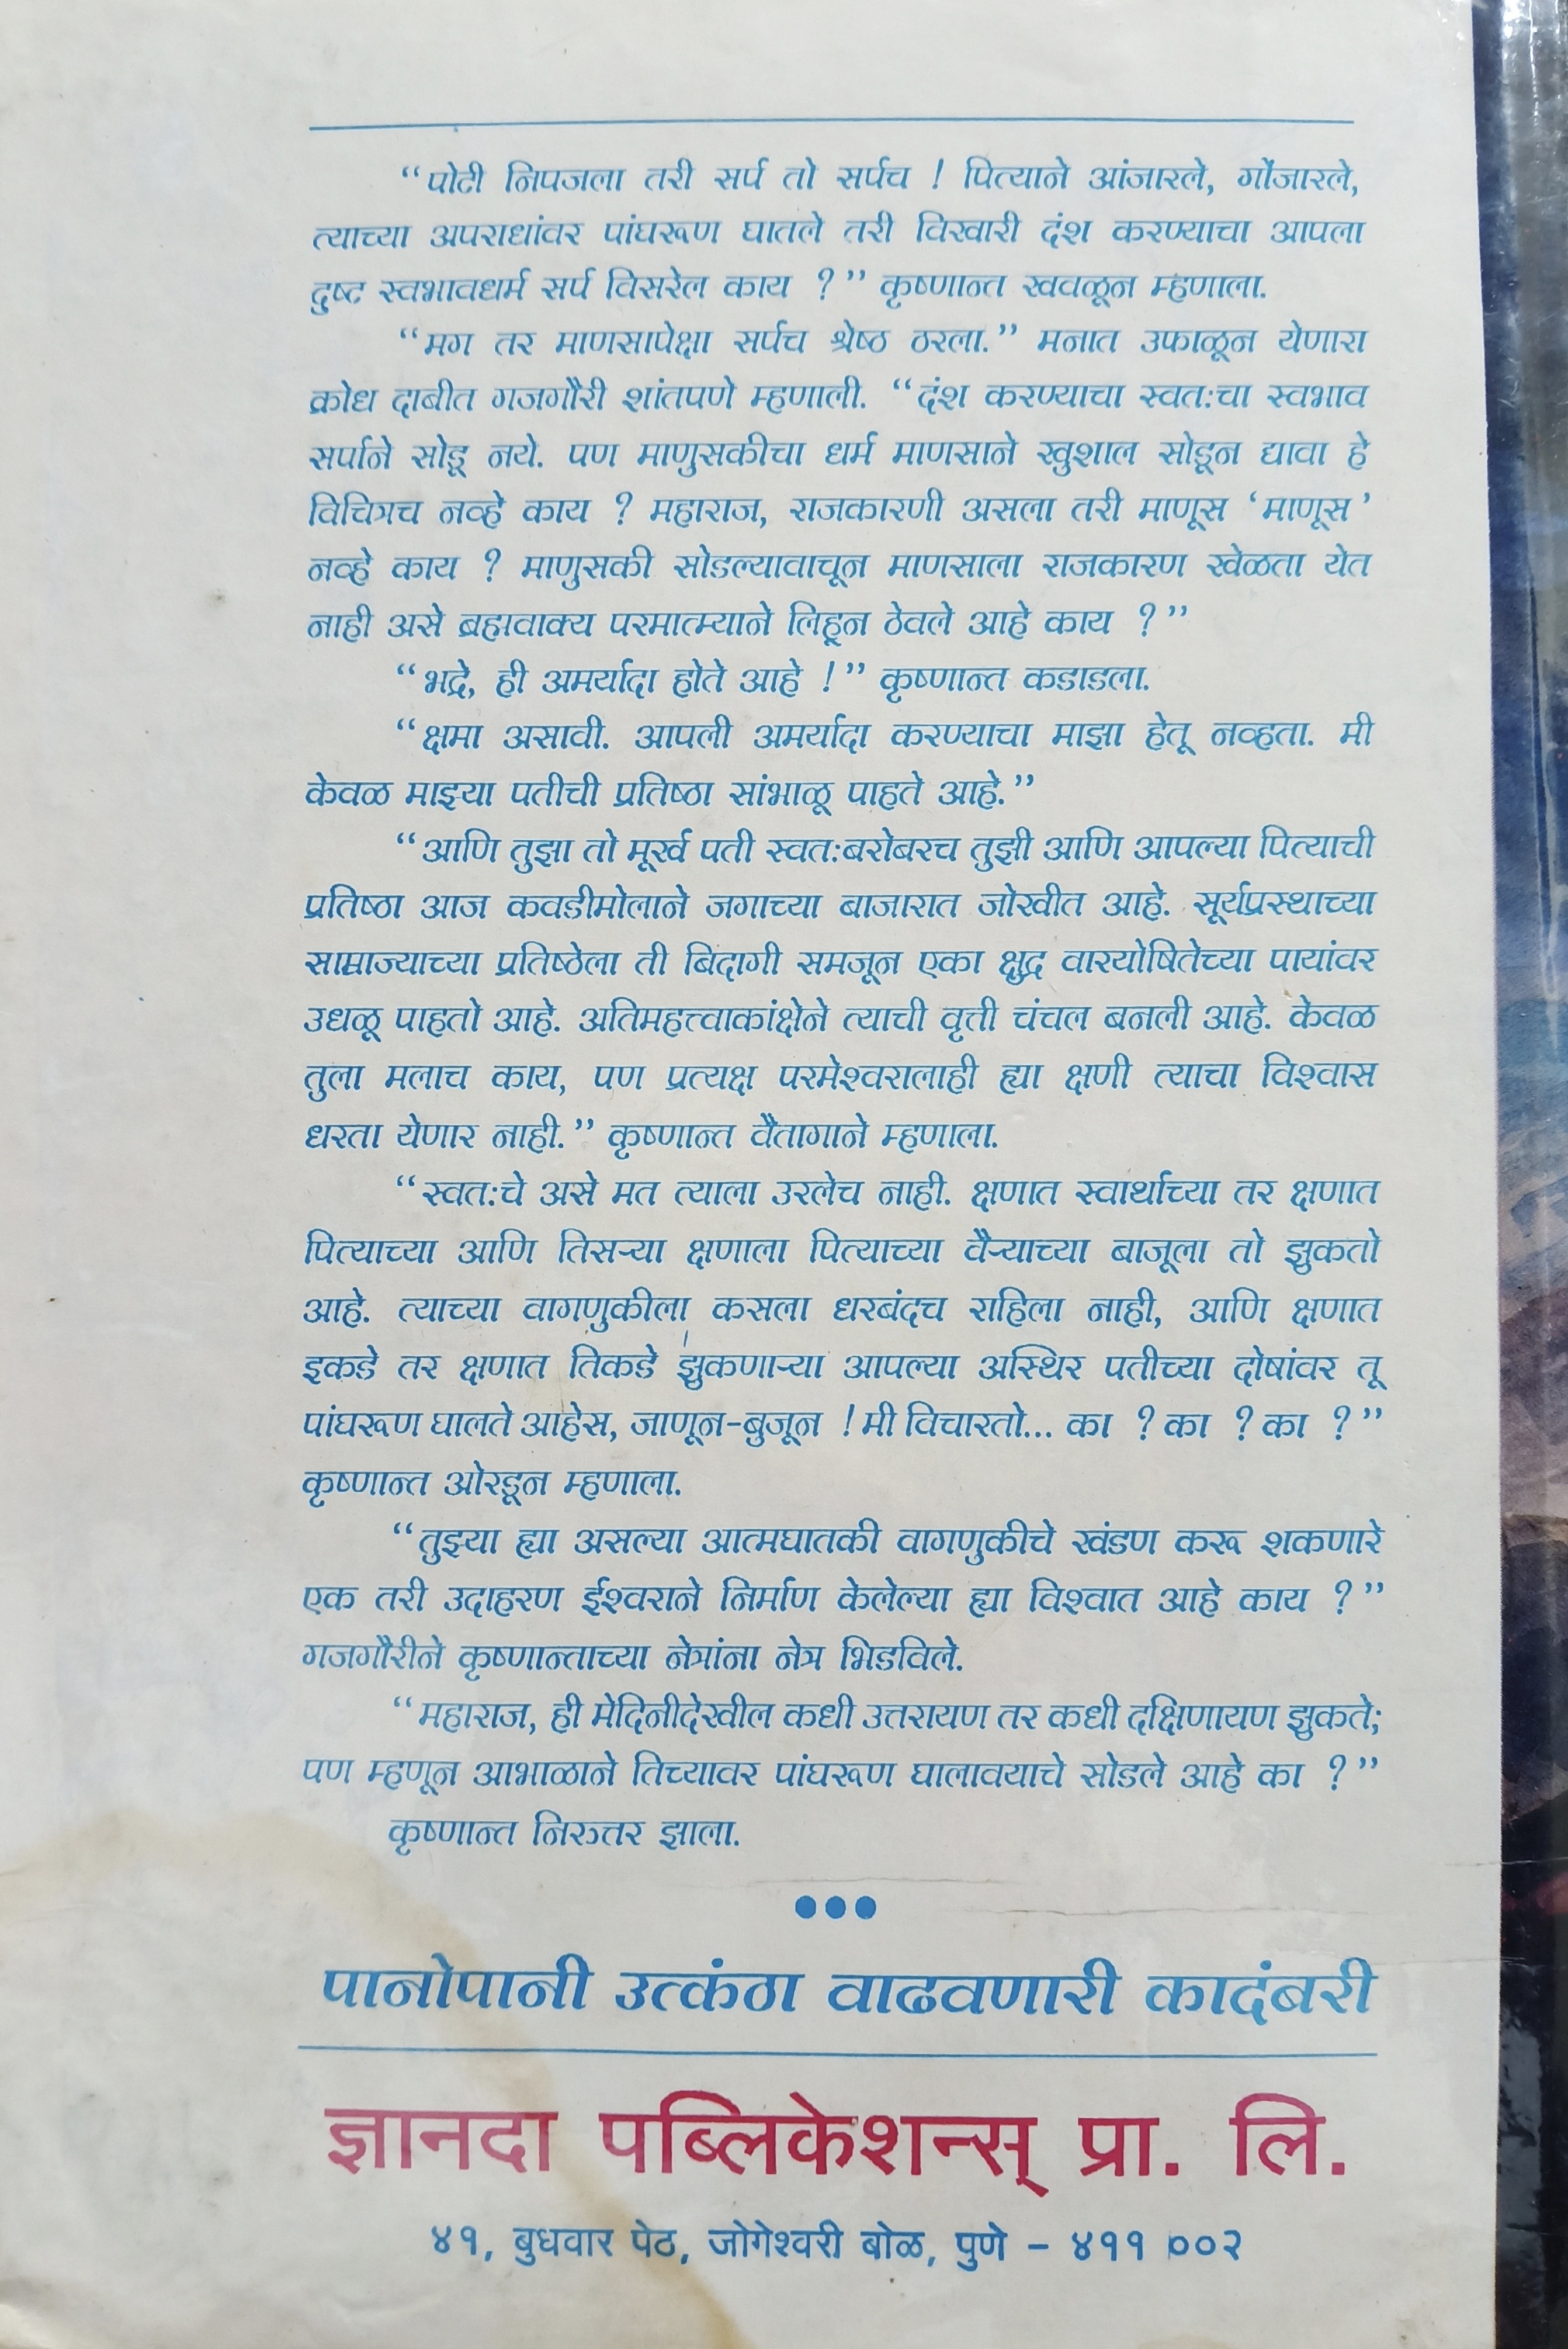 “पोटी निपजला तरी सर्प तो सर्पच ! पित्याने आंजारले, गोंजारले,
त्याच्या अपराधांवर पांघरूण घातले तरी विखारी दंश करण्याचा आपला
दुष्ट स्वभावधर्म सर्प विसरेल काय ?” कृष्णान्त खवळून म्हणाला.
“मग तर माणसापेक्षा सर्पच श्रेष्ठ ठरला.” मनात उफाळून येणारा
क्रोध दाबीत गजगौरी शांतपणे म्हणाली. “दंश करण्याचा स्वतःचा स्वभाव
सर्पाने सोडू नये. पण माणुसकीचा धर्म माणसाने खुशाल सोडून द्यावा हे
विचित्रच नव्हे काय ? महाराज, राजकारणी असला तरी माणूस ‘माणूस’
नव्हे काय ? माणुसकी सोडल्यावाचून माणसाला राजकारण खेळता येत
नाही असे ब्रह्मवाक्य परमात्म्याने लिहून ठेवले आहे काय ?”
“भद्रे, ही अमर्यादा होते आहे !” कृष्णान्त कडाडला.
“क्षमा असावी. आपली अमर्यादा करण्याचा माझा हेतू नव्हता. मी
केवळ माझ्या पतीची प्रतिष्ठा सांभाळू पाहते आहे.”
“आणि तुझा तो मूर्ख पती स्वतःबरोबरच तुझी आणि आपल्या पित्याची
प्रतिष्ठा आज कवडीमोलाने जगाच्या बाजारात जोखीत आहे. सूर्यप्रस्थाच्या
साम्राज्याच्या प्रतिष्ठेला ती बिदागी समजून एका क्षुद्र वारयोषितेच्या पायांवर
उधळू पाहतो आहे. अतिमहत्त्वाकांक्षेने त्याची वृत्ती चंचल बनली आहे. केवळ
तुला मलाच काय, पण प्रत्यक्ष परमेश्वरालाही ह्या क्षणी त्याचा विश्वास
धरता येणार नाही.” कृष्णान्त वैतागाने म्हणाला.
“स्वतःचे असे मत त्याला उरलेच नाही. क्षणात स्वार्थाच्या तर क्षणात
पित्याच्या आणि तिसऱ्या क्षणाला पित्याच्या वैऱ्याच्या बाजूला तो झुकतो
आहे. त्याच्या वागणुकीला कसला धरबंदच राहिला नाही, आणि क्षणात
इकडे तर क्षणात तिकडे झुकणाऱ्या आपल्या अस्थिर पतीच्या दोषांवर तू
पांघरूण घालते आहेस, जाणून-बुजून ! मी विचारतो... का ? का ? का ?”
कृष्णान्त ओरडून म्हणाला.
“तुझ्या ह्या असल्या आत्मघातकी वागणुकीचे खंडण करू शकणारे
एक तरी उदाहरण ईश्वराने निर्माण केलेल्या ह्या विश्वात आहे काय ?”
गजगौरीने कृष्णान्ताच्या नेत्रांना नेत्र भिडविले.
“महाराज, ही मेदिनीदेखील कधी उत्तरायण तर कधी दक्षिणायण झुकते;
पण म्हणून आभाळाने तिच्यावर पांघरूण घालावयाचे सोडले आहे का ?”
कृष्णान्त निरुत्तर झाला.
•••
पानोपानी उत्कंठा वाढवणारी कादंबरी
ज्ञानदा पब्लिकेशन्स् प्रा. लि.
४१, बुधवार पेठ, जोगेश्वरी बोळ, पुणे – ४११ ००२